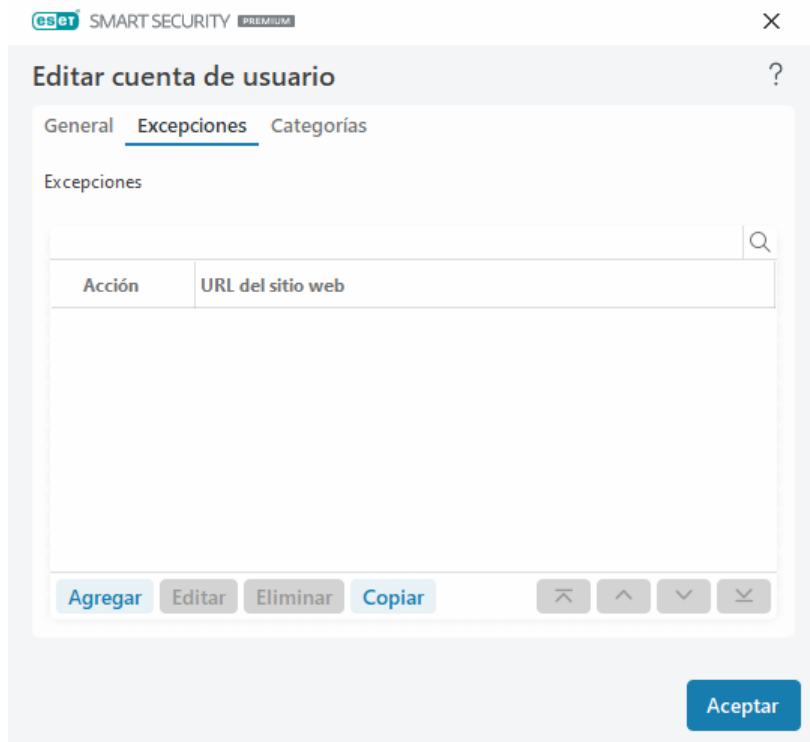 eset SMART SECURITY PREMIUM
Editar cuenta de usuario ?
General Excepciones Categorías
Excepciones
Acción URL del sitio web
Agregar Editar Eliminar Copiar
Aceptar